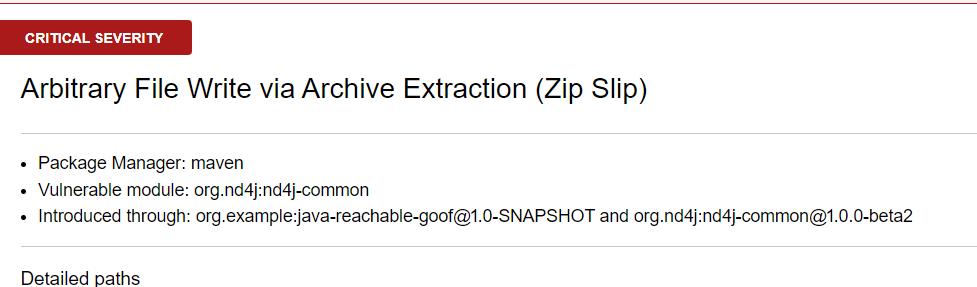 CRITICAL SEVERITY
Arbitrary File Write via Archive Extraction (Zip Slip)
• Package Manager: maven
• Vulnerable module: org.nd4j:nd4j-common
• Introduced through: org.example:java-reachable-goof@1.0-SNAPSHOT and org.nd4j:nd4j-common@1.0.0-beta2
Detailed paths